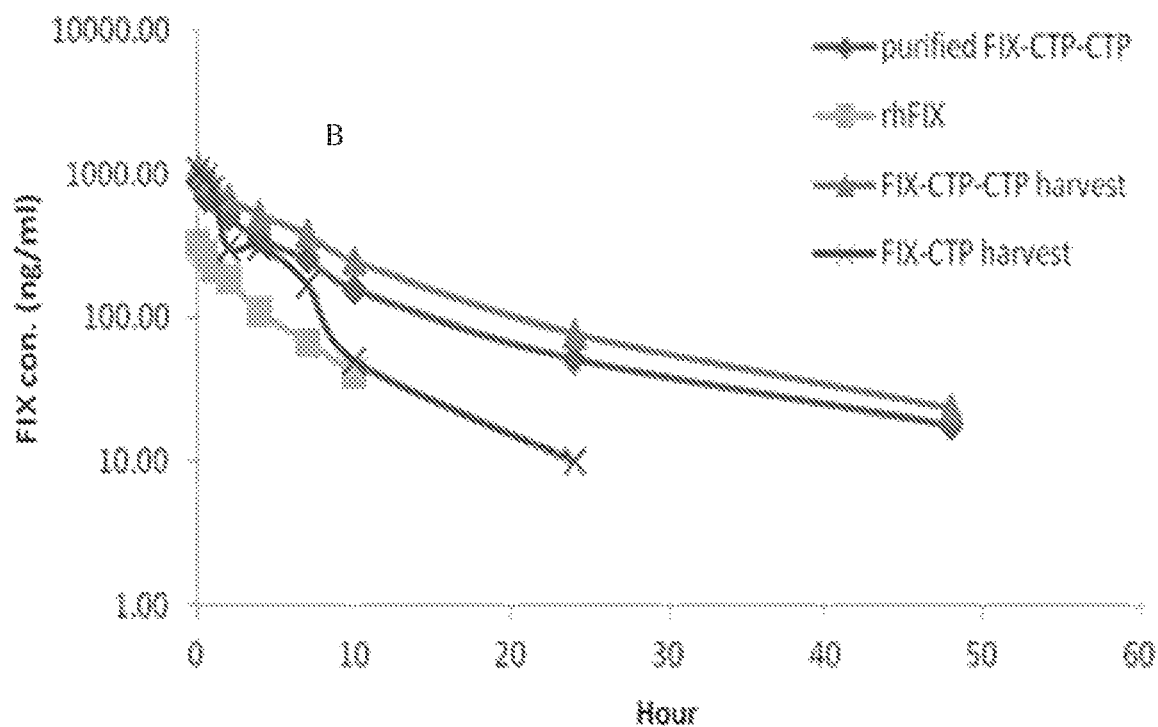 10000.00
1000.00
100.00
10.00
1.00
FIX con. (ng/ml)
B
purified FIX-CTP-CTP
rhFIX
FIX-CTP-CTP harvest
FIX-CTP harvest
0 10 20 30 40 50 60
Hour